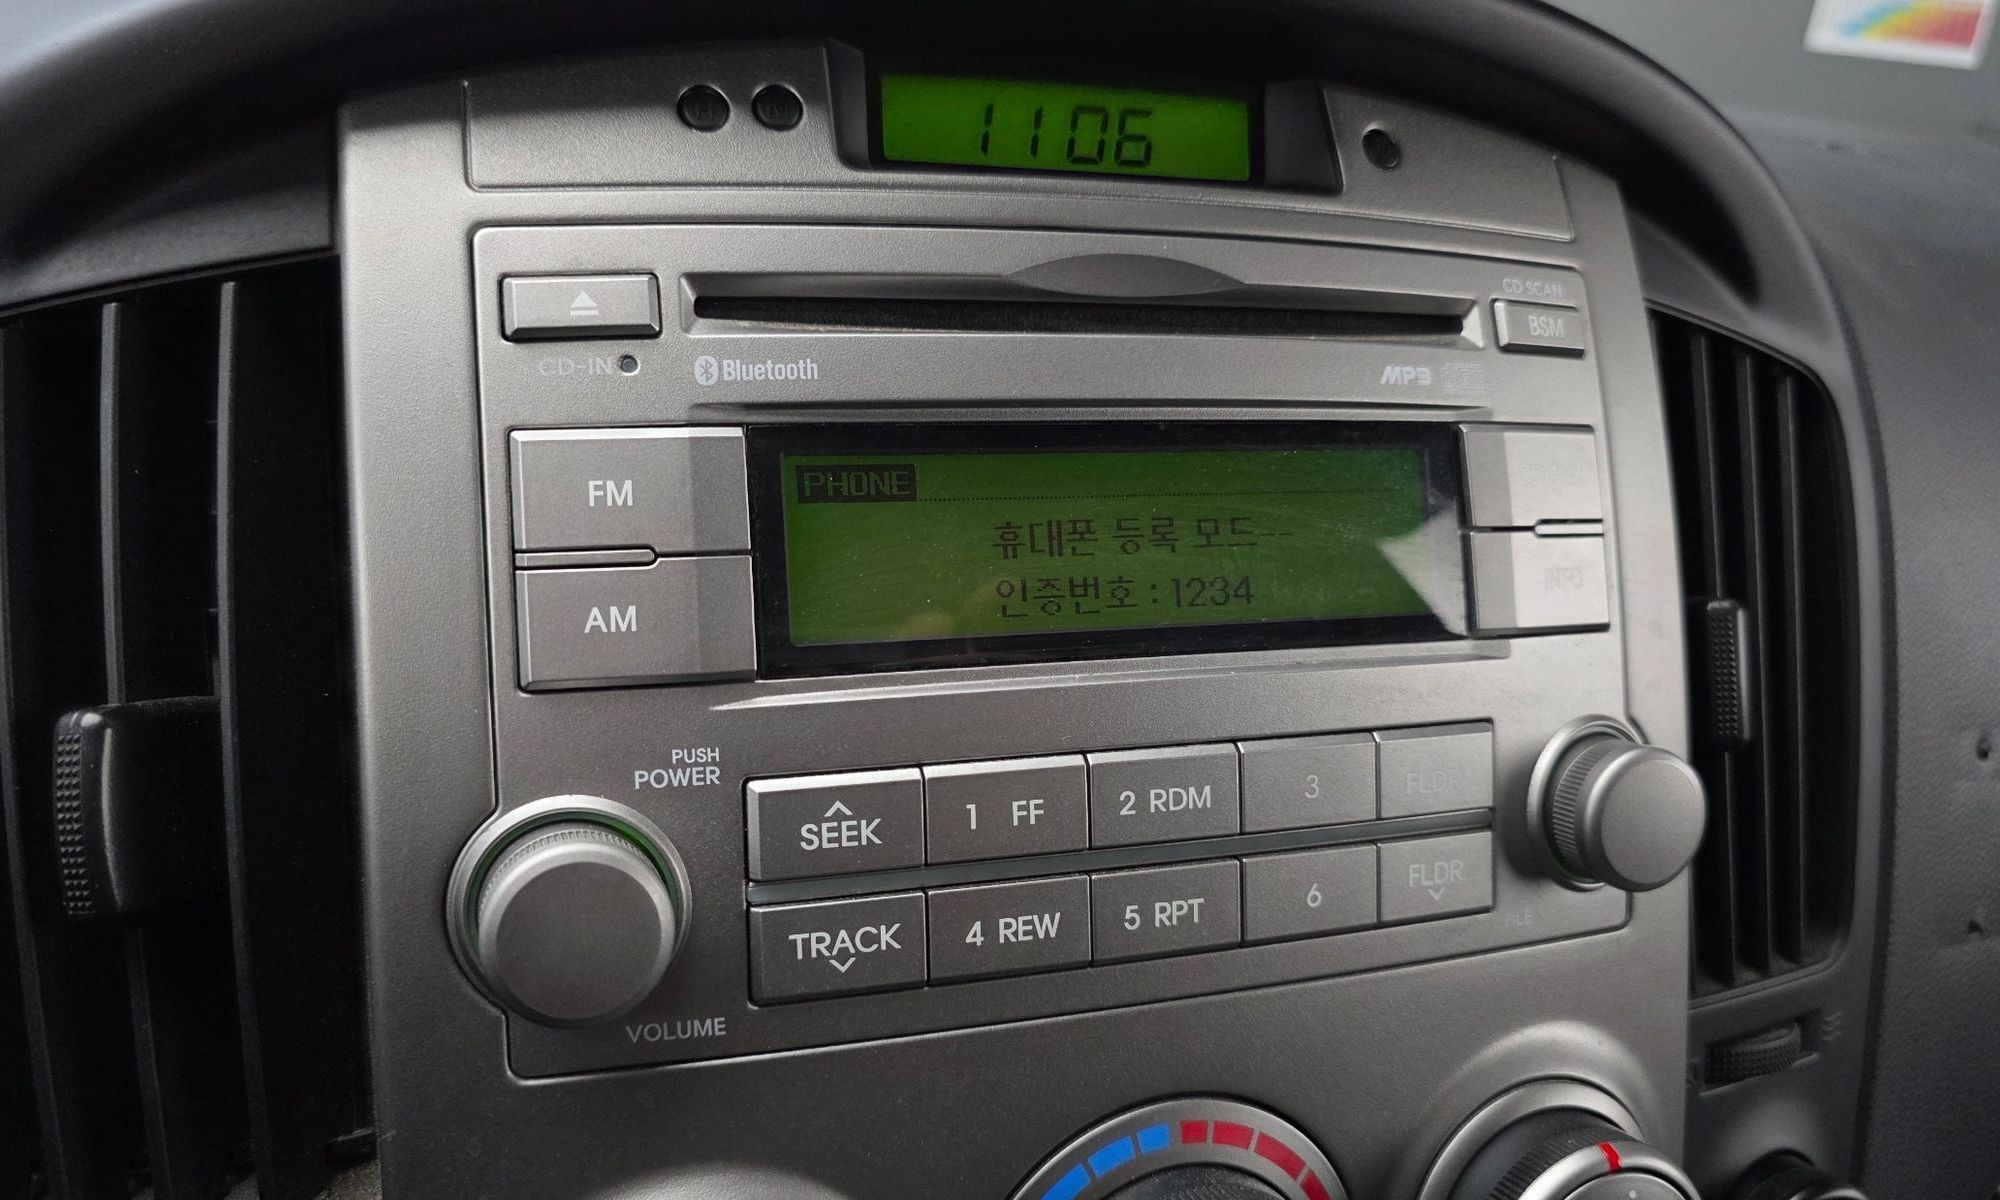 1106
CD SCAN
BSM
CD-IN
Bluetooth
MP3
FM
PHONE
휴대폰 등록 모드--
인증번호 : 1234
AM
INFO
PUSH
POWER
SEEK
1 FF
2 RDM
3
FLDR
TRACK
4 REW
5 RPT
6
FLDR
FILE
VOLUME